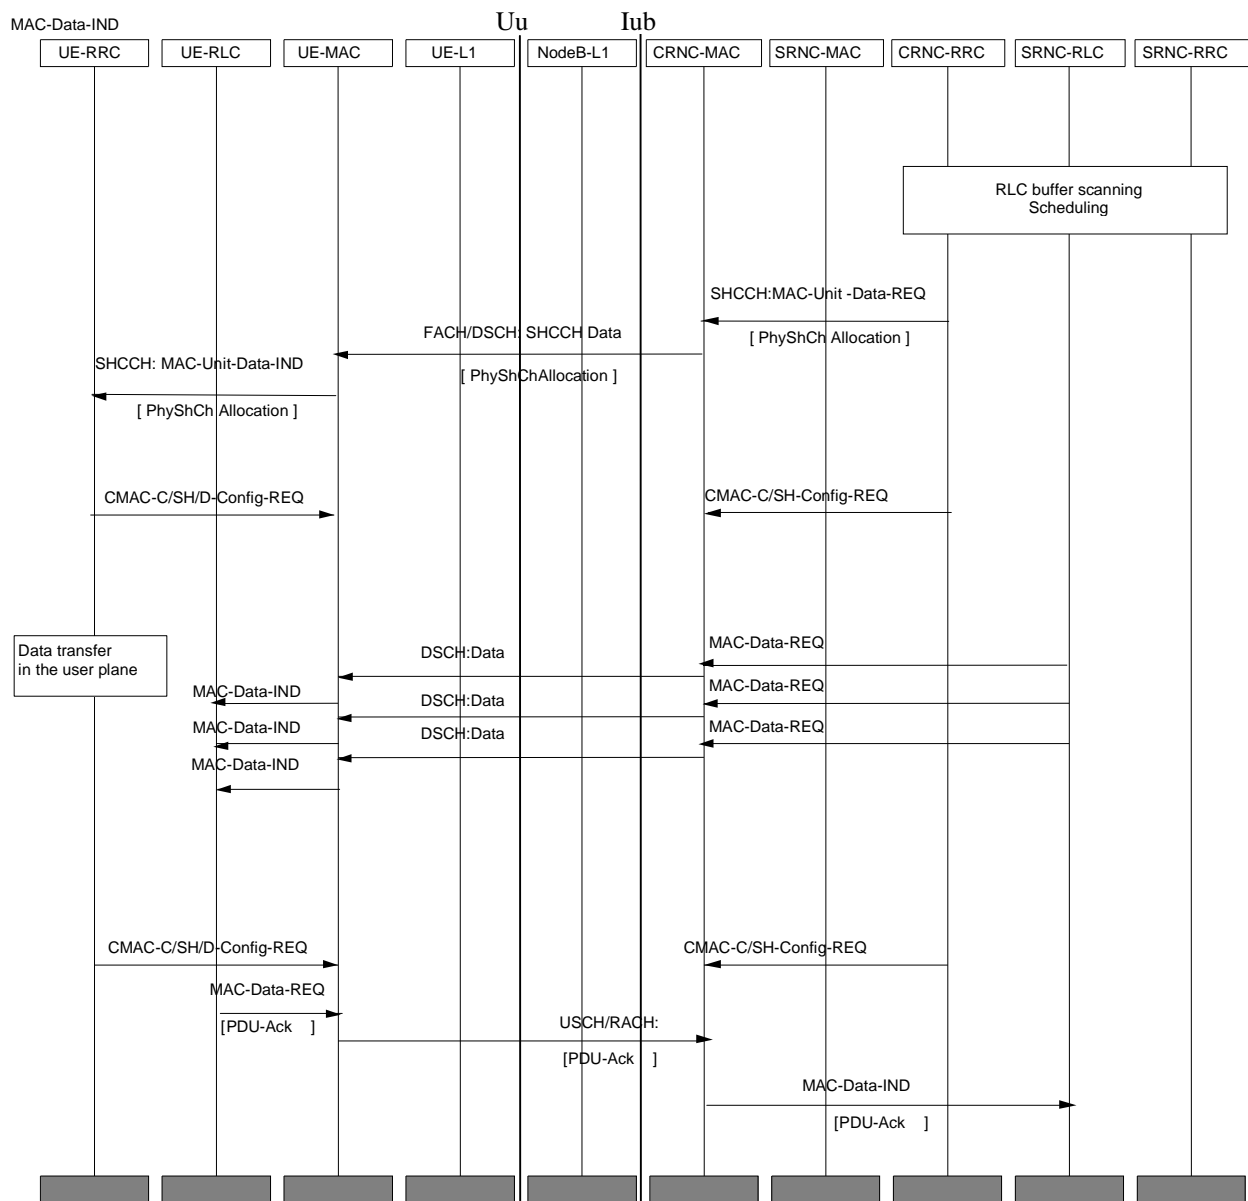 Uu Iub
MAC-Data-IND
UE-RRC UE-RLC UE-MAC UE-L1 NodeB-L1 CRNC-MAC SRNC-MAC CRNC-RRC SRNC-RLC SRNC-RRC
RLC buffer scanning
Scheduling
SHCCH:MAC-Unit -Data-REQ
FACH/DSCH: SHCCH Data
[ PhyShCh Allocation ]
SHCCH: MAC-Unit-Data-IND
[ PhyShChAllocation ]
[ PhyShCh Allocation ]
CMAC-C/SH/D-Config-REQ CMAC-C/SH-Config-REQ
Data transfer
in the user plane
MAC-Data-REQ
DSCH:Data
MAC-Data-IND
MAC-Data-REQ
DSCH:Data
MAC-Data-IND
MAC-Data-REQ
DSCH:Data
MAC-Data-IND
CMAC-C/SH/D-Config-REQ CMAC-C/SH-Config-REQ
MAC-Data-REQ
[PDU-Ack ]
USCH/RACH:
[PDU-Ack ]
MAC-Data-IND
[PDU-Ack ]